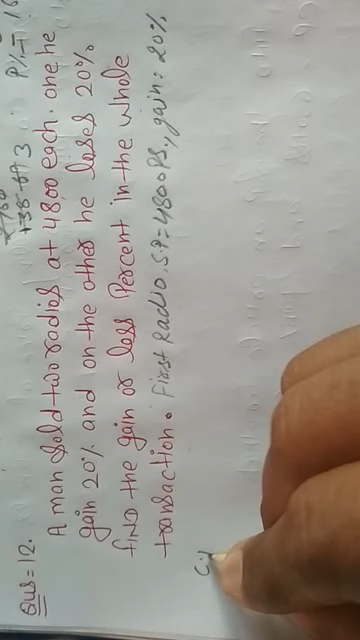 Qus=12.
A man sold two radios at 4800 each. one he
gain 20% and on the other he loses 20%
find the gain or loss Percent in the whole
transaction. First Radio. S.P=4800 RS., gain=20%
C.